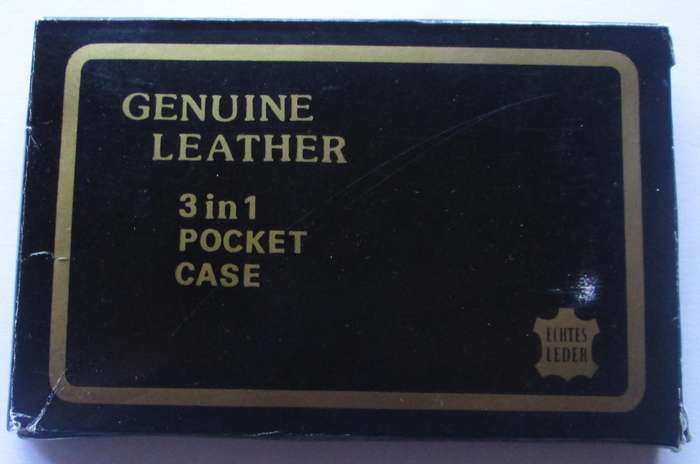 GENUINE
LEATHER
3 in 1
POCKET
CASE
ECHTES
LEDER